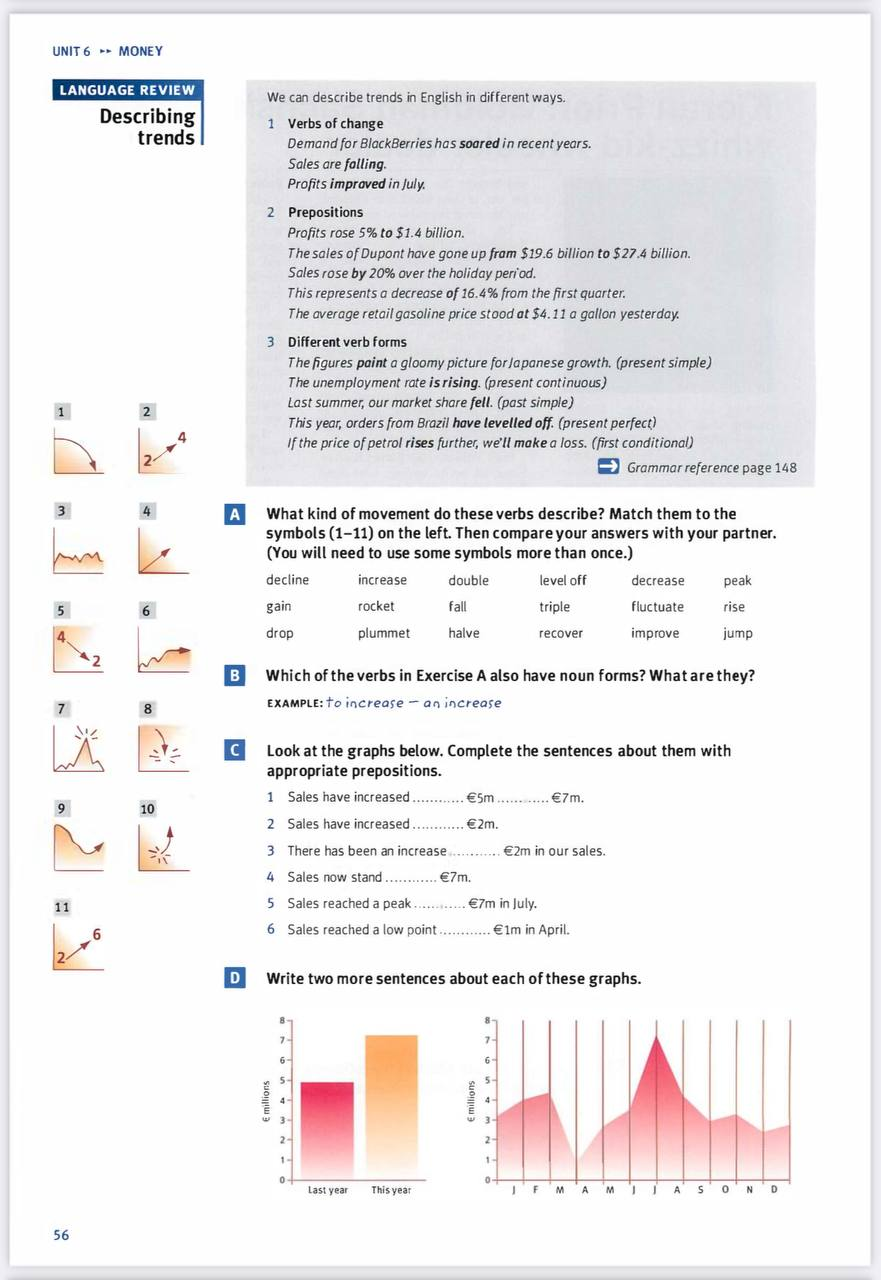 UNIT 6 ►► MONEY
LANGUAGE REVIEW
Describing
trends
We can describe trends in English in different ways.
1 Verbs of change
Demand for BlackBerries has soared in recent years.
Sales are falling.
Profits improved in July.
2 Prepositions
Profits rose 5% to $1.4 billion.
The sales of Dupont have gone up from $19.6 billion to $27.4 billion.
Sales rose by 20% over the holiday period.
This represents a decrease of 16.4% from the first quarter.
The average retail gasoline price stood at $4.11 a gallon yesterday.
3 Different verb forms
The figures paint a gloomy picture for Japanese growth. (present simple)
The unemployment rate is rising. (present continuous)
Last summer, our market share fell. (past simple)
This year, orders from Brazil have levelled off. (present perfect)
If the price of petrol rises further, we'll make a loss. (first conditional)
Grammar reference page 148
1 2
2 4
3 4
5 6
4 2
7 8
9 10
11
2 6
A What kind of movement do these verbs describe? Match them to the
symbols (1–11) on the left. Then compare your answers with your partner.
(You will need to use some symbols more than once.)
decline increase double level off decrease peak
gain rocket fall triple fluctuate rise
drop plummet halve recover improve jump
B Which of the verbs in Exercise A also have noun forms? What are they?
EXAMPLE: to increase – an increase
C Look at the graphs below. Complete the sentences about them with
appropriate prepositions.
1 Sales have increased ............ €5m ............ €7m.
2 Sales have increased ............ €2m.
3 There has been an increase ............ €2m in our sales.
4 Sales now stand ............ €7m.
5 Sales reached a peak ............ €7m in July.
6 Sales reached a low point ............ €1m in April.
D Write two more sentences about each of these graphs.
€ millions
8
7
6
5
4
3
2
1
0
Last year This year
€ millions
8
7
6
5
4
3
2
1
0
J F M A M J J A S O N D
56